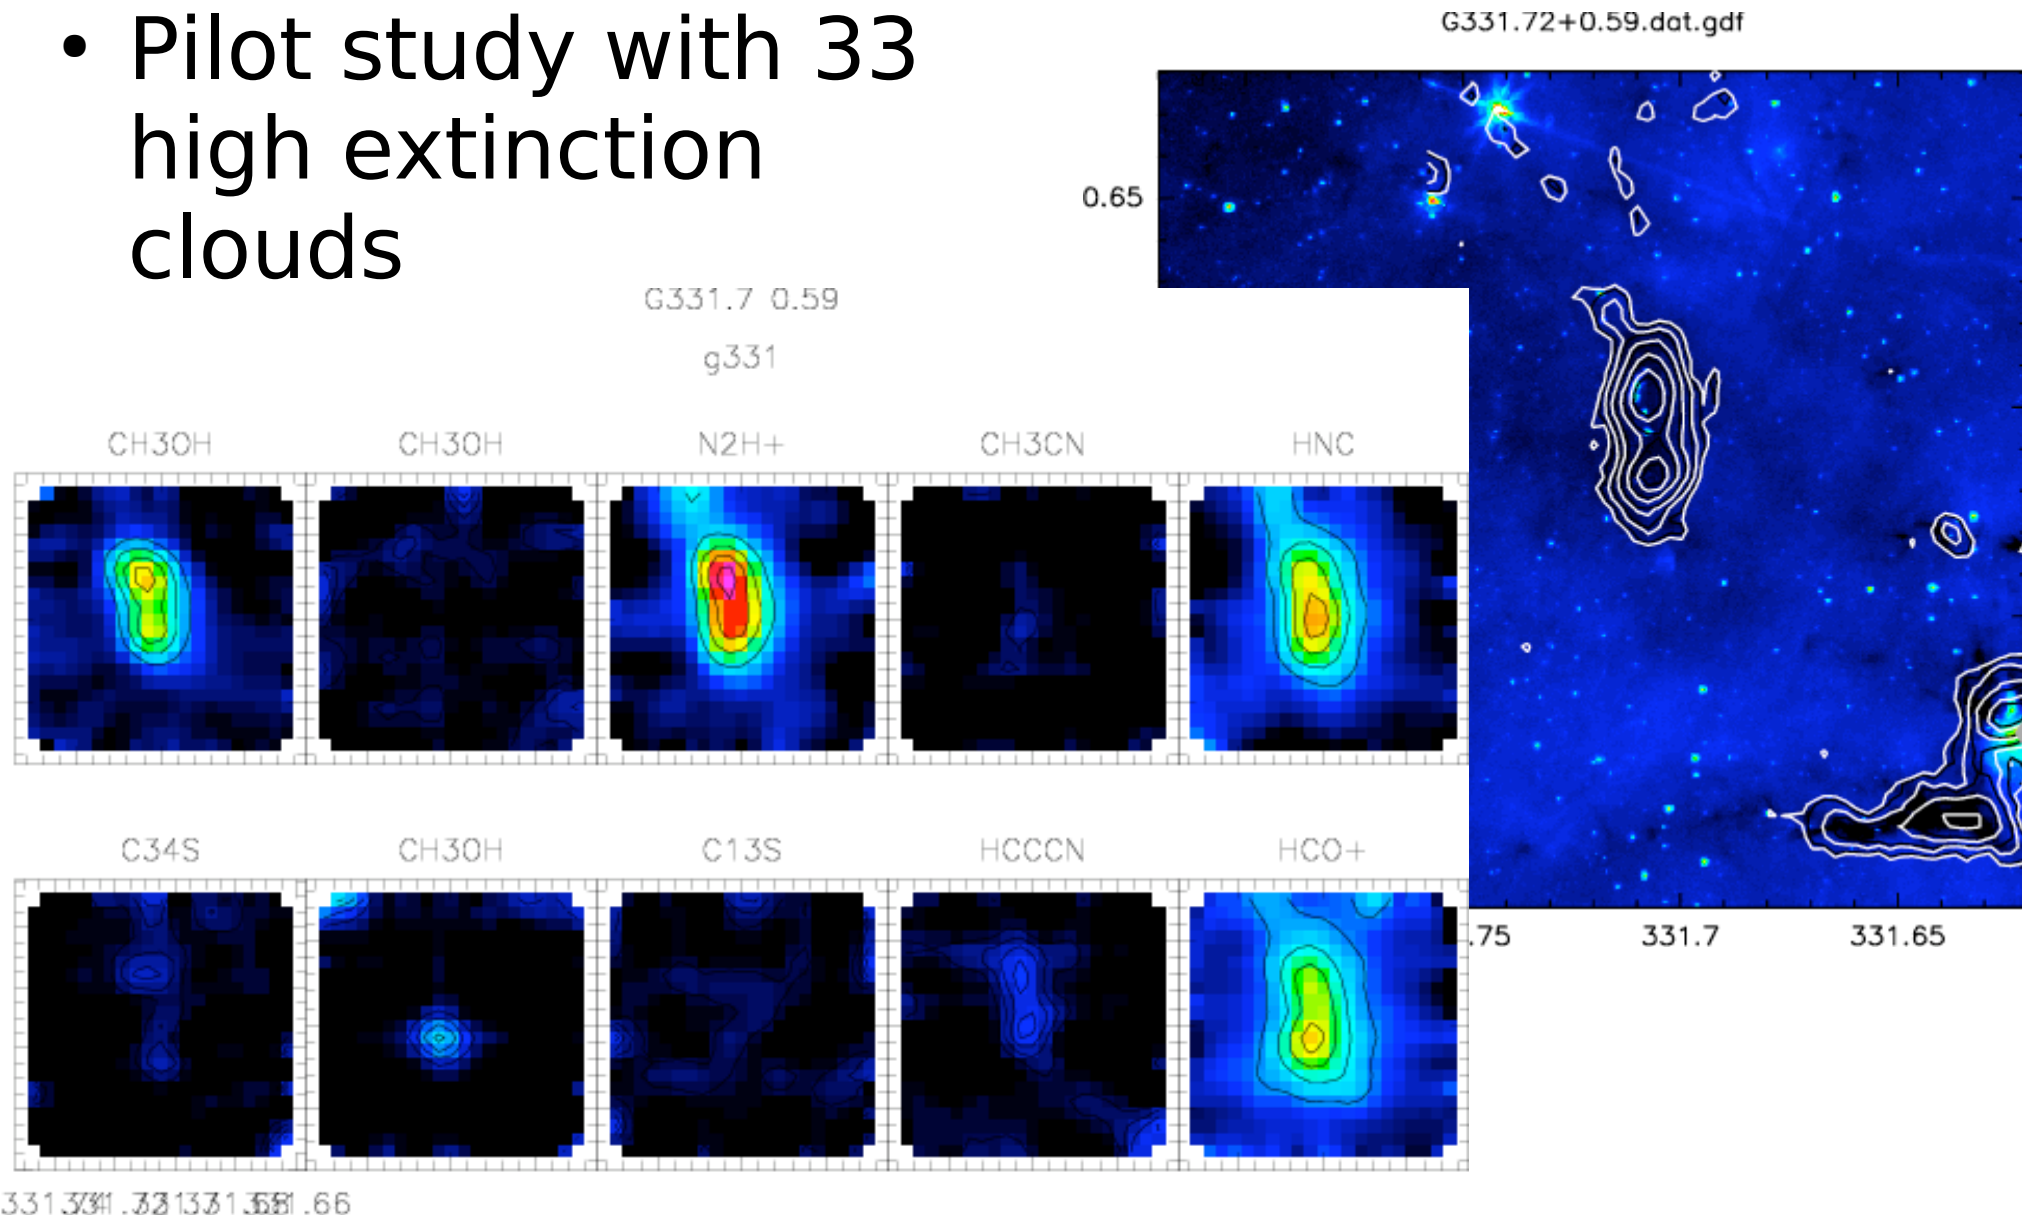 • Pilot study with 33
high extinction
clouds
G331.72+0.59.dat.gdf
0.65
G331.7 0.59
g331
CH3OH CH3OH N2H+ CH3CN HNC
C34S CH3OH C13S HCCCN HCO+
.75 331.7 331.65